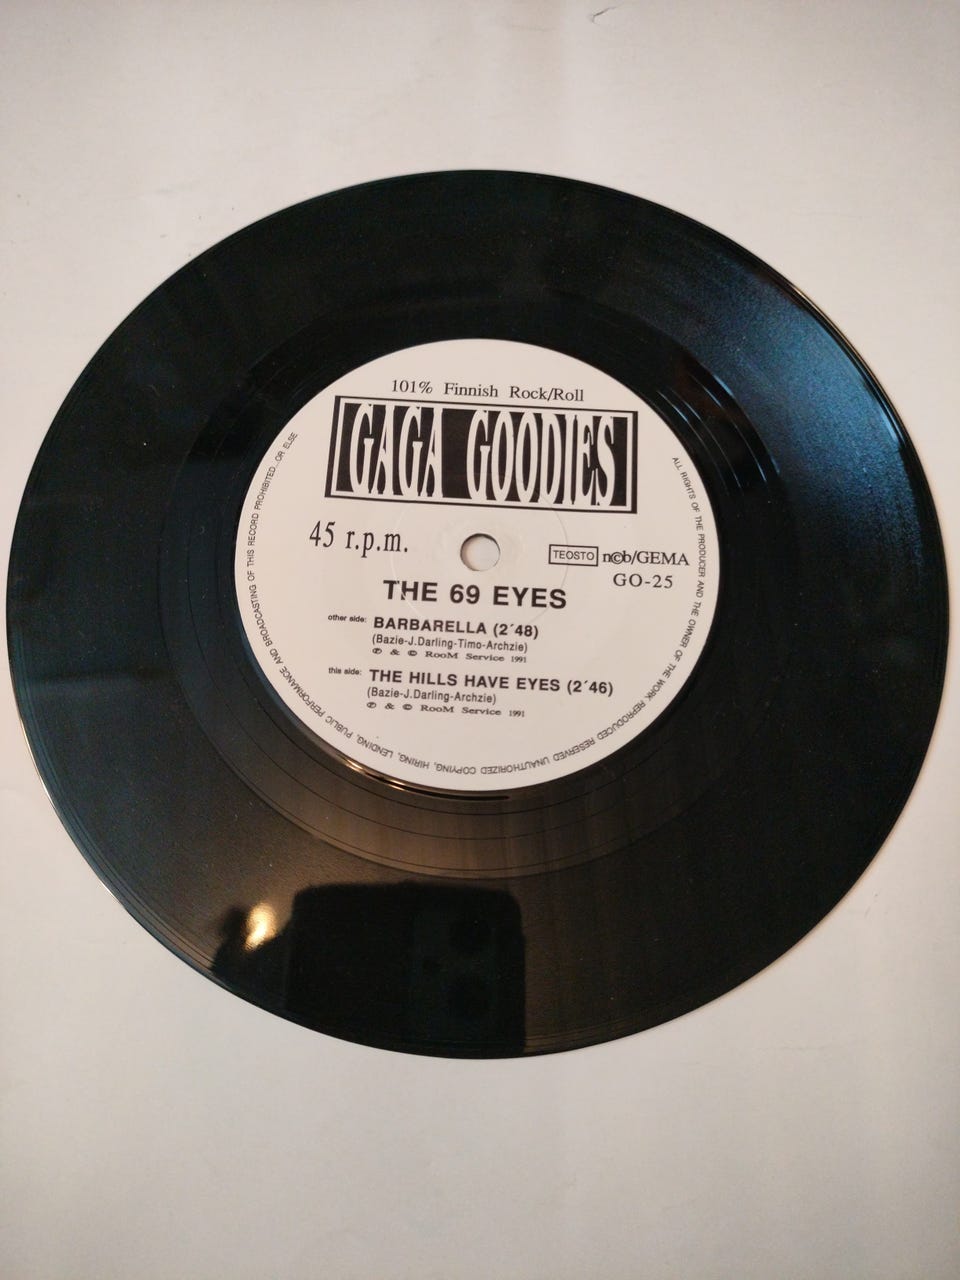 101% Finnish Rock/Roll
GAGA GOODIES
45 r.p.m.
TEOSTO n©b/GEMA
GO-25
THE 69 EYES
other side: BARBARELLA (2´48)
(Bazie-J.Darling-Timo-Archzie)
℗ & © RooM Service 1991
this side: THE HILLS HAVE EYES (2´46)
(Bazie-J.Darling-Archzie)
℗ & © RooM Service 1991
ALL RIGHTS OF THE PRODUCER AND THE OWNER OF THE WORK REPRODUCED RESERVED UNAUTHORIZED COPYING, HIRING, LENDING, PUBLIC PERFORMANCE AND BROADCASTING OF THIS RECORD PROHIBITED...OR ELSE